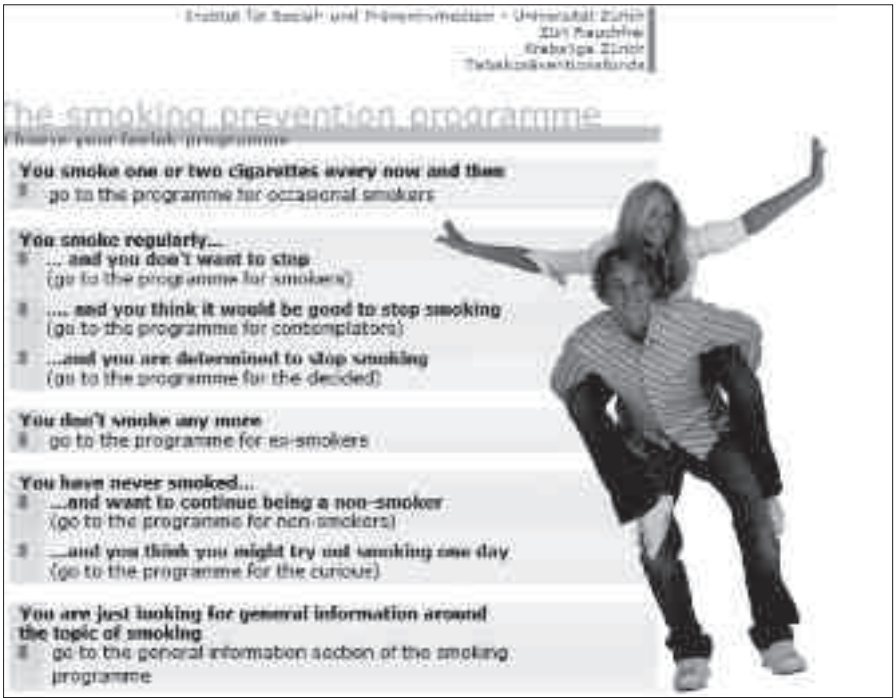 Institut für Sozial- und Präventivmedizin - Universität Zürich
Züri Rauchfrei
Krebsliga Zürich
Tabakpräventionsfonds
The smoking prevention programme
Choose your programme
You smoke one or two cigarettes every now and then
go to the programme for occasional smokers
You smoke regularly...
... and you don't want to stop
(go to the programme for smokers)
.... and you think it would be good to stop smoking
(go to the programme for contemplators)
...and you are determined to stop smoking
(go to the programme for the decided)
You don't smoke any more
go to the programme for ex-smokers
You have never smoked...
...and want to continue being a non-smoker
(go to the programme for non-smokers)
...and you think you might try out smoking one day
(go to the programme for the curious)
You are just looking for general information around
the topic of smoking
go to the general information section of the smoking
programme